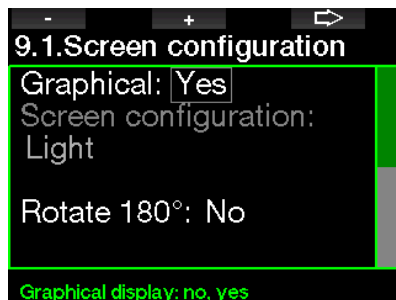 - +
9.1.Screen configuration
Graphical: Yes
Screen configuration:
Light
Rotate 180°: No
Graphical display: no, yes